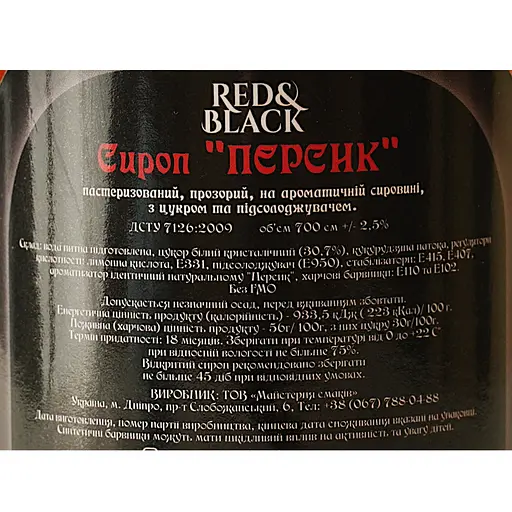 RED&
BLACK
Сироп "ПЕРСИК"
пастеризований, прозорий, на ароматичній сировині,
з цукром та підсолоджувачем.
ДСТУ 7126:2009 об'єм 700 см +/- 2,5%
Склад: вода питна підготовлена, цукор білий кристалічний (30,7%), кукурудзяна патока, регулятори
кислотності: лимонна кислота, Е331, підсолоджувач (Е950), стабілізатори: Е415, Е407,
ароматизатор ідентичний натуральному "Персик", харчові барвники: Е110 та Е102.
Без ГМО
Допускається незначний осад, перед вживанням збовтати.
Енергетична цінність продукту (калорійність) - 933,5 кДж ( 223 кКал)/ 100 г.
Поживна (харчова) цінність продукту - 56г/ 100г, з них цукру 30г/100г.
Термін придатності: 18 місяців. Зберігати при температурі від 0 до +22 С
при відносній вологості не більше 75%.
Відкритий сироп рекомендовано зберігати
не більше 45 діб при відповідних умовах.
ВИРОБНИК: ТОВ «Майстерня смаків»
Україна, м. Дніпро, пр-т Слобожанський, 6, Тел: +38 (067) 788-04-88
Дата виготовлення, номер партії виробництва, кінцева дата споживання вказані на упаковці.
Синтетичні барвники можуть мати шкідливий вплив на активність та увагу дітей.